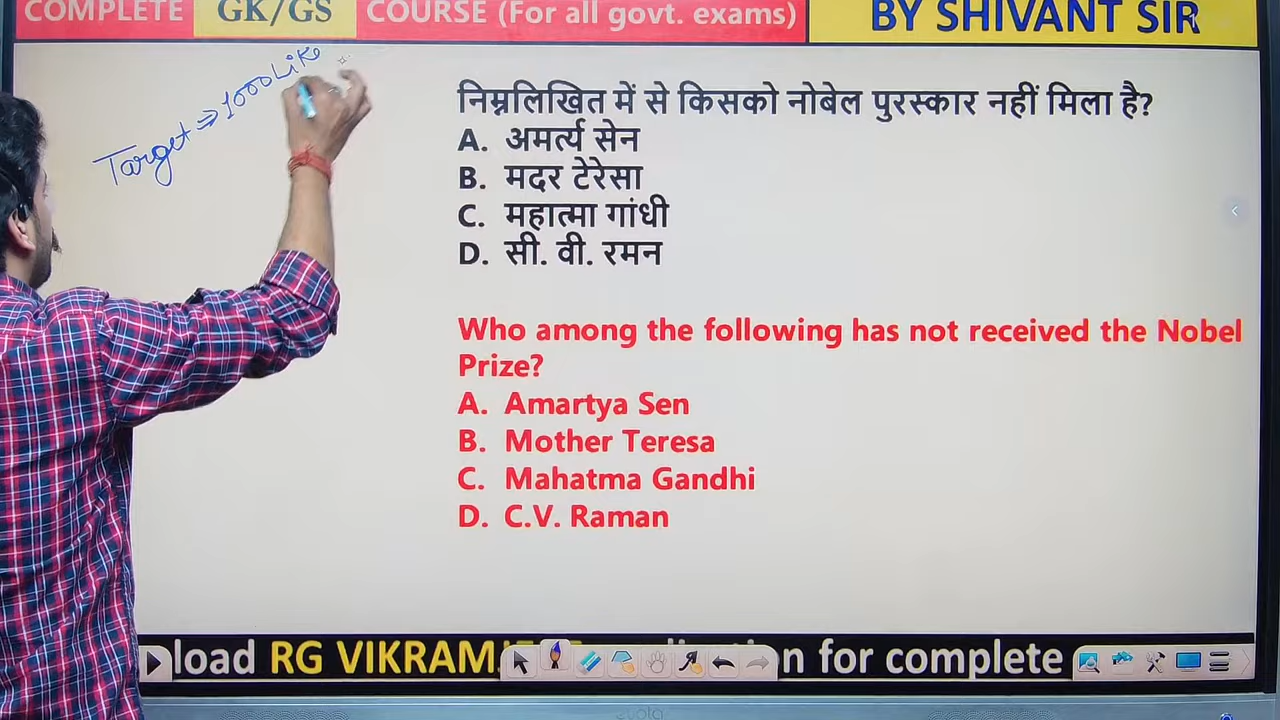 COMPLETE GK/GS COURSE (For all govt. exams) BY SHIVANT SIR
Target ⇒ 1000 Like
निम्नलिखित में से किसको नोबेल पुरस्कार नहीं मिला है?
A. अमर्त्य सेन
B. मदर टेरेसा
C. महात्मा गांधी
D. सी. वी. रमन
Who among the following has not received the Nobel
Prize?
A. Amartya Sen
B. Mother Teresa
C. Mahatma Gandhi
D. C.V. Raman
load RG VIKRAMJE for complete